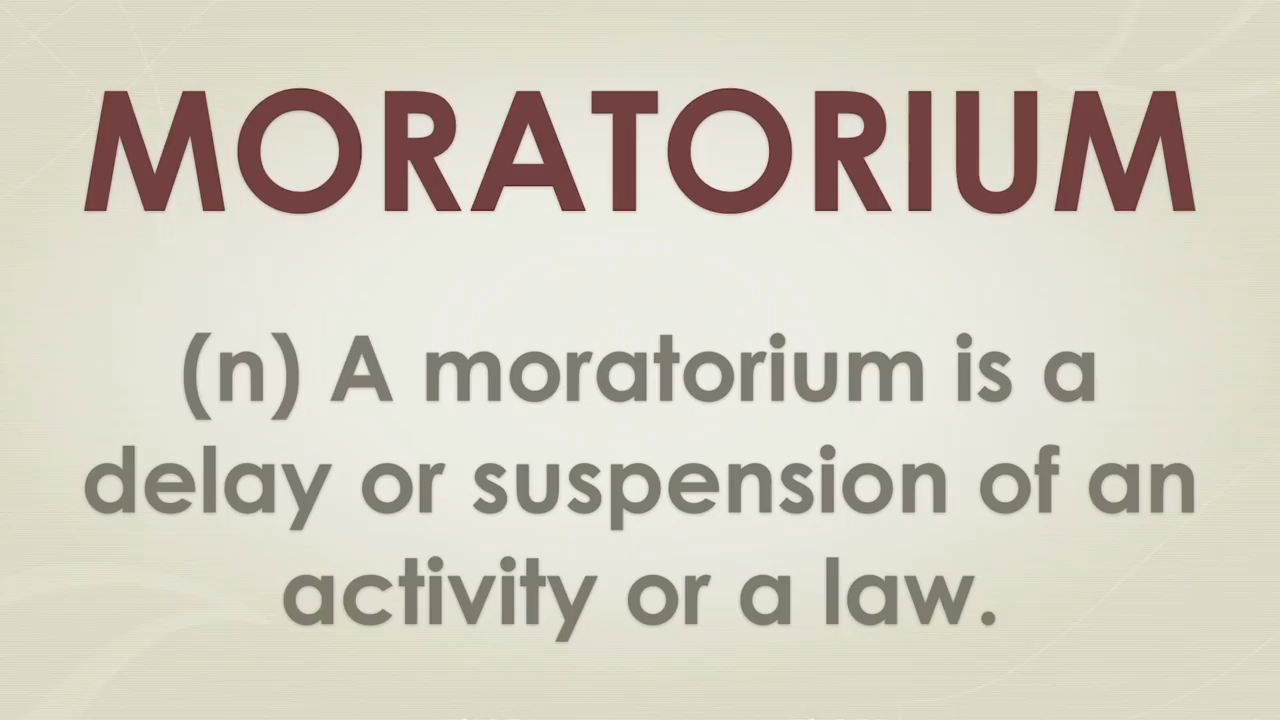 MORATORIUM
(n) A moratorium is a
delay or suspension of an
activity or a law.